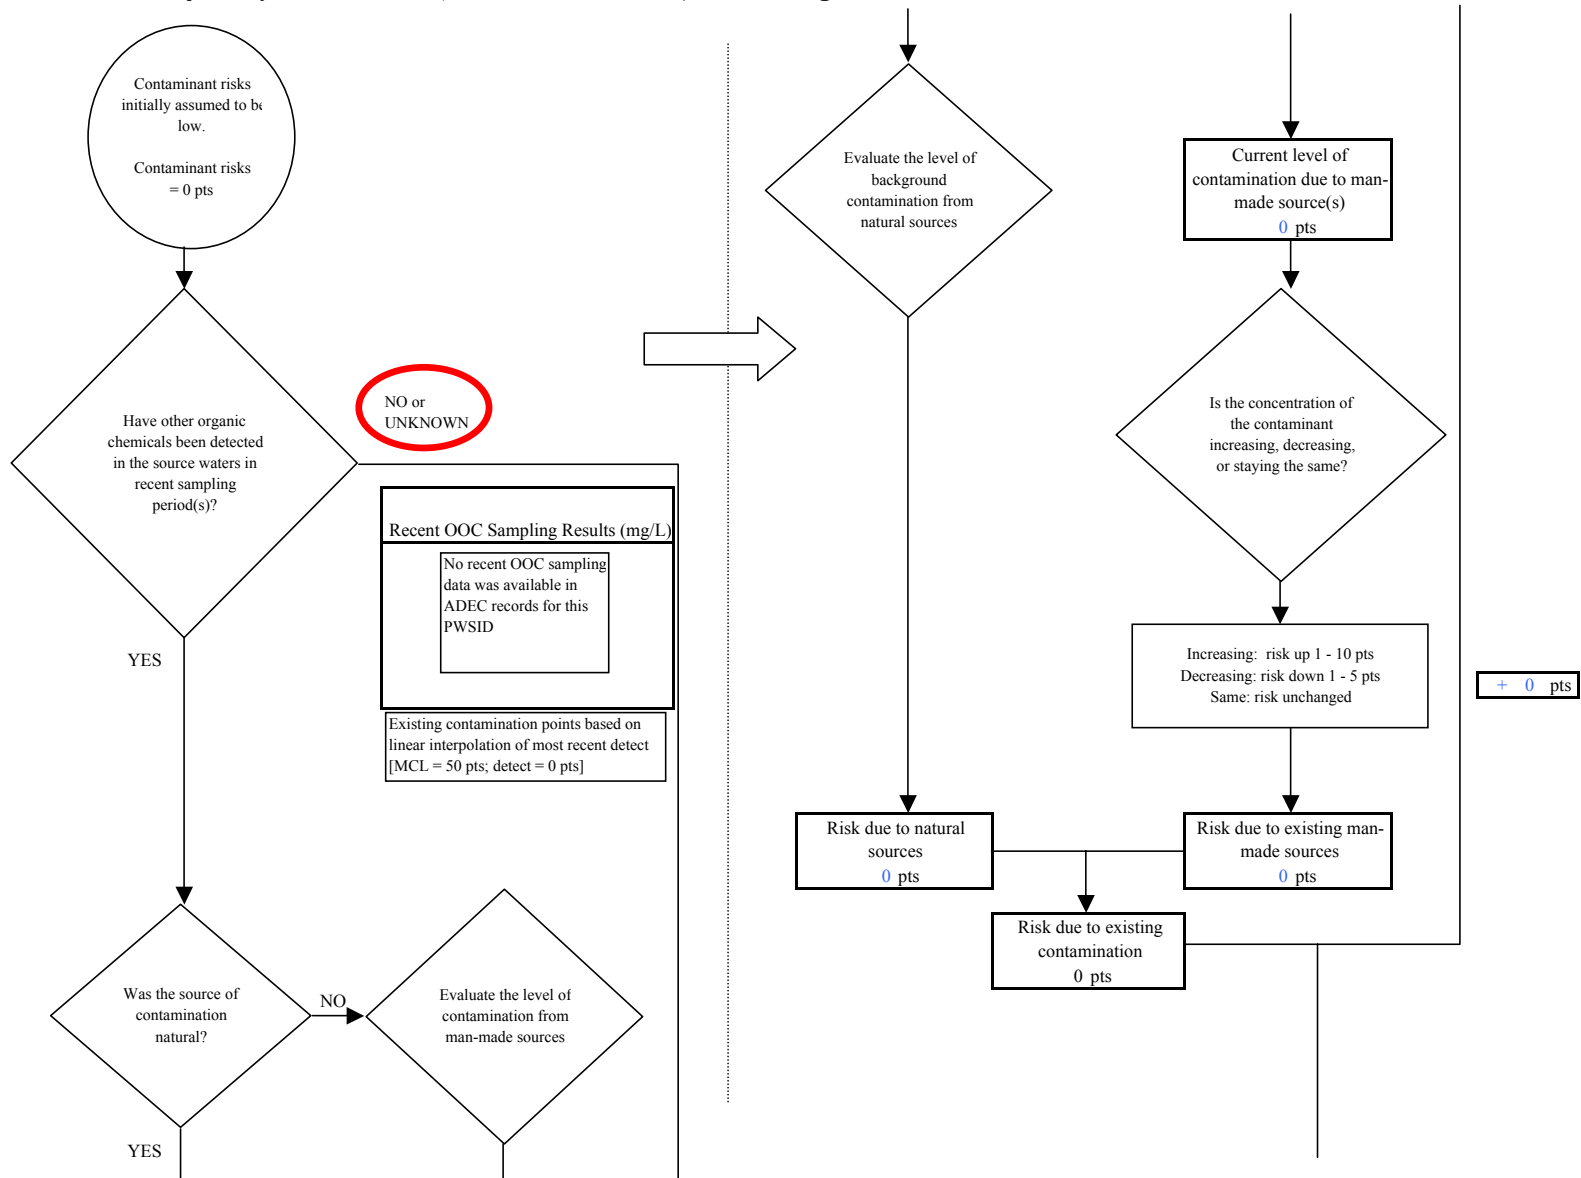 Contaminant risks
initially assumed to be
low.
Contaminant risks
= 0 pts
Have other organic
chemicals been detected
in the source waters in
recent sampling
period(s)?
NO or
UNKNOWN
Recent OOC Sampling Results (mg/L)
No recent OOC sampling
data was available in
ADEC records for this
PWSID
Existing contamination points based on
linear interpolation of most recent detect
[MCL = 50 pts; detect = 0 pts]
YES
Was the source of
contamination
natural?
NO
Evaluate the level of
contamination from
man-made sources
YES
Evaluate the level of
background
contamination from
natural sources
Current level of
contamination due to man-
made source(s)
0 pts
Is the concentration of
the contaminant
increasing, decreasing,
or staying the same?
Increasing: risk up 1 - 10 pts
Decreasing: risk down 1 - 5 pts
Same: risk unchanged
+ 0 pts
Risk due to natural
sources
0 pts
Risk due to existing man-
made sources
0 pts
Risk due to existing
contamination
0 pts